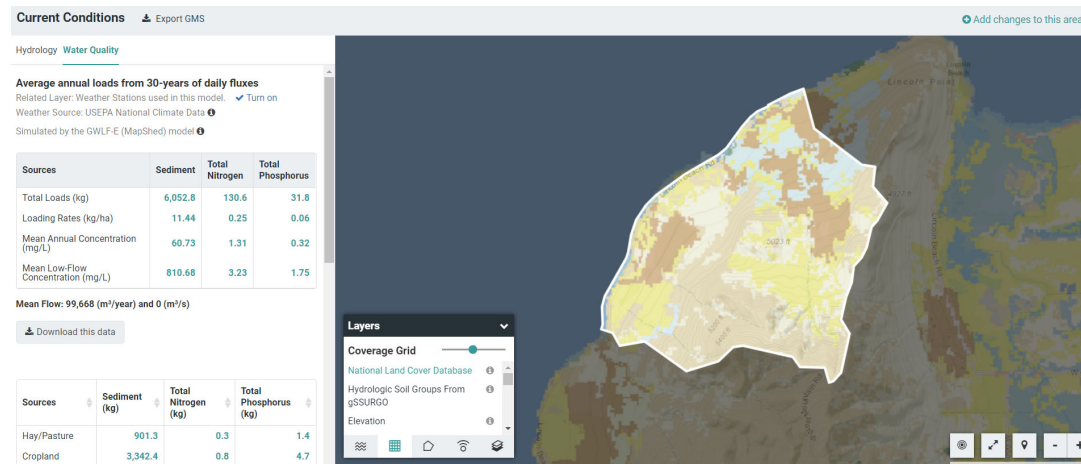 Current Conditions
Export GMS
Add changes to this area
Hydrology Water Quality
Average annual loads from 30-years of daily fluxes
Related Layer: Weather Stations used in this model. Turn on
Weather Source: USEPA National Climate Data
Simulated by the GWLF-E (MapShed) model
Sources Sediment Total Nitrogen Total Phosphorus
Total Loads (kg) 6,052.8 130.6 31.8
Loading Rates (kg/ha) 11.44 0.25 0.06
Mean Annual Concentration (mg/L) 60.73 1.31 0.32
Mean Low-Flow Concentration (mg/L) 810.68 3.23 1.75
Mean Flow: 99,668 (m³/year) and 0 (m³/s)
Download this data
Sources Sediment (kg) Total Nitrogen (kg) Total Phosphorus (kg)
Hay/Pasture 901.3 0.3 1.4
Cropland 3,342.4 0.8 4.7
Lincoln Point
5023 ft
Layers
Coverage Grid
National Land Cover Database
Hydrologic Soil Groups From
gSSURGO
Elevation
- +